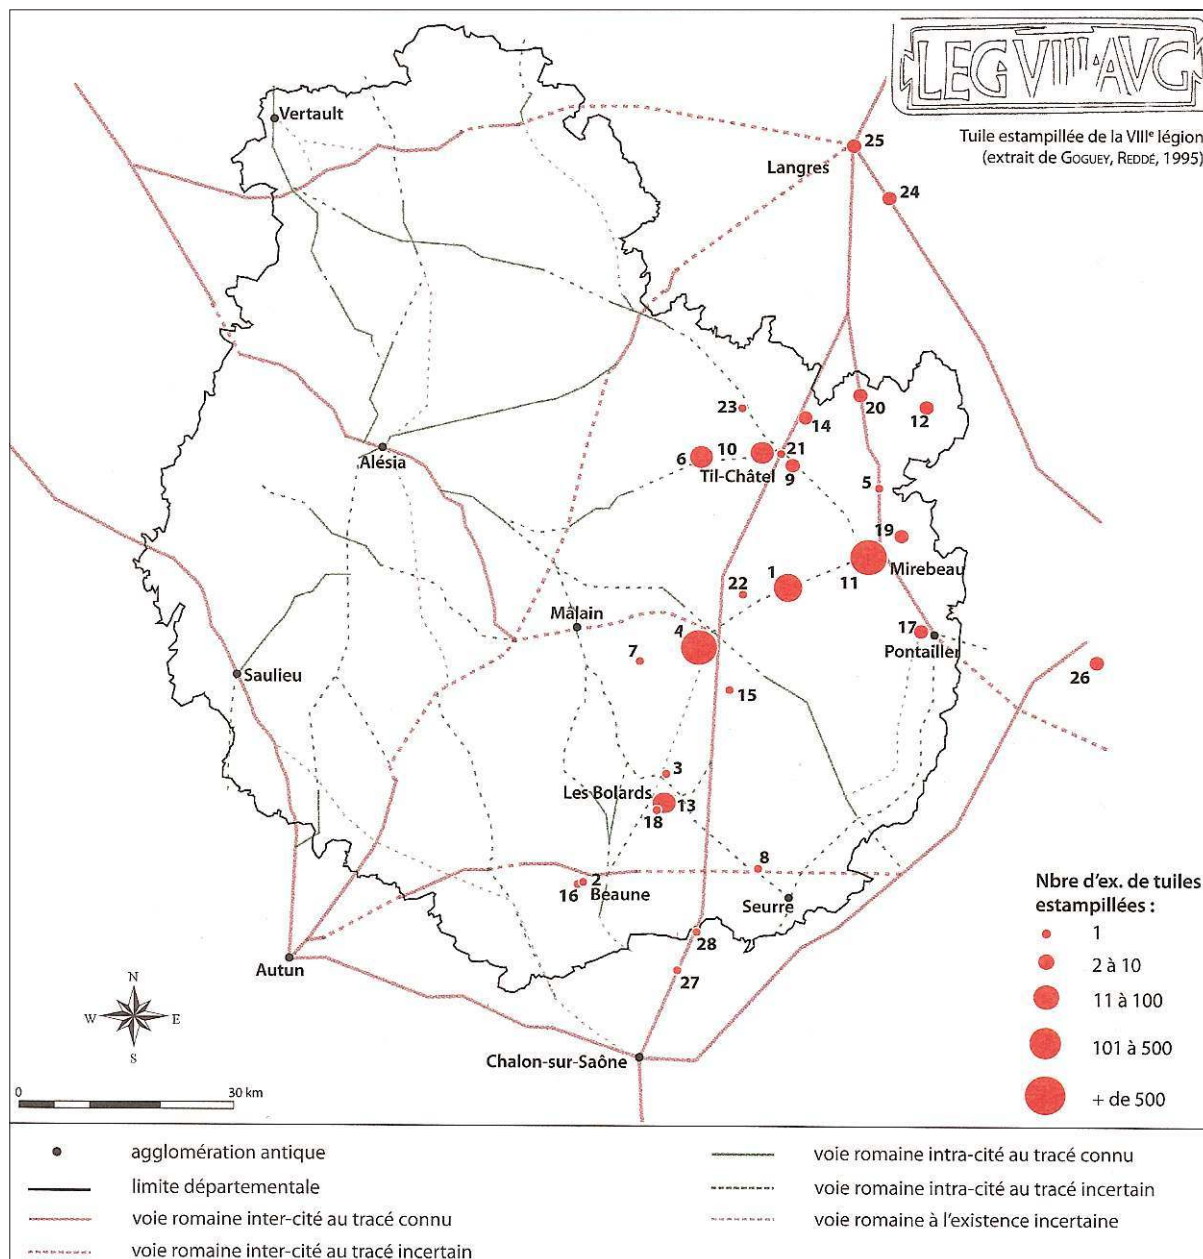 LEG VIII AVG
Tuile estampillée de la VIIIe légion
(extrait de GOGUEY, REDDÉ, 1995)
Vertault
25
Langres
24
23
14
20
12
Alésia
6
10
21
Til-Châtel
9
5
19
Mirebeau
11
1
22
Mâlain
4
17
Pontailler
7
26
Saulieu
15
3
Les Bolards
13
18
8
2
16
Beaune
Seurre
28
Autun
27
Chalon-sur-Saône
N
W
E
S
0
30 km
Nbre d'ex. de tuiles
estampillées :
1
2 à 10
11 à 100
101 à 500
+ de 500
agglomération antique
limite départementale
voie romaine inter-cité au tracé connu
voie romaine inter-cité au tracé incertain
voie romaine intra-cité au tracé connu
voie romaine intra-cité au tracé incertain
voie romaine à l'existence incertaine